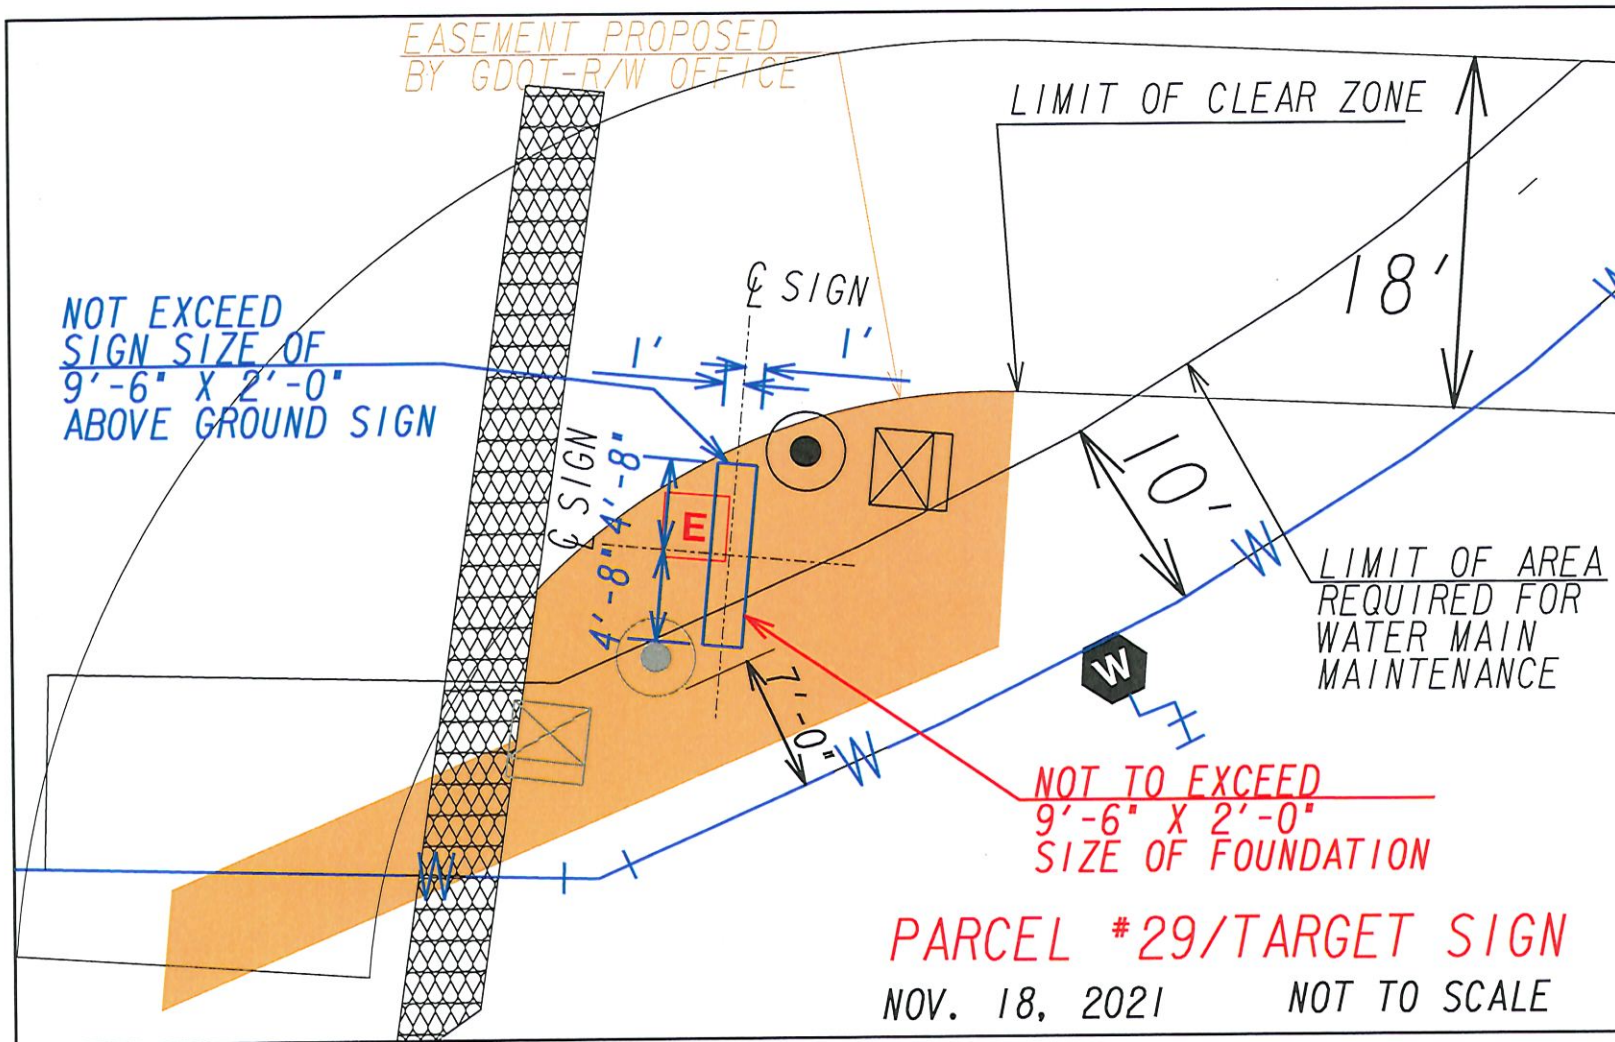 EASEMENT PROPOSED
BY GDOT-R/W OFFICE
LIMIT OF CLEAR ZONE
18'
℄ SIGN
NOT EXCEED
SIGN SIZE OF
9'-6" X 2'-0"
ABOVE GROUND SIGN
1'
1'
℄ SIGN
4'-8"
4'-8"
E
10'
W
W
LIMIT OF AREA
REQUIRED FOR
WATER MAIN
MAINTENANCE
W
7'-0"
W
W
NOT TO EXCEED
9'-6" X 2'-0"
SIZE OF FOUNDATION
PARCEL #29/TARGET SIGN
NOV. 18, 2021 NOT TO SCALE